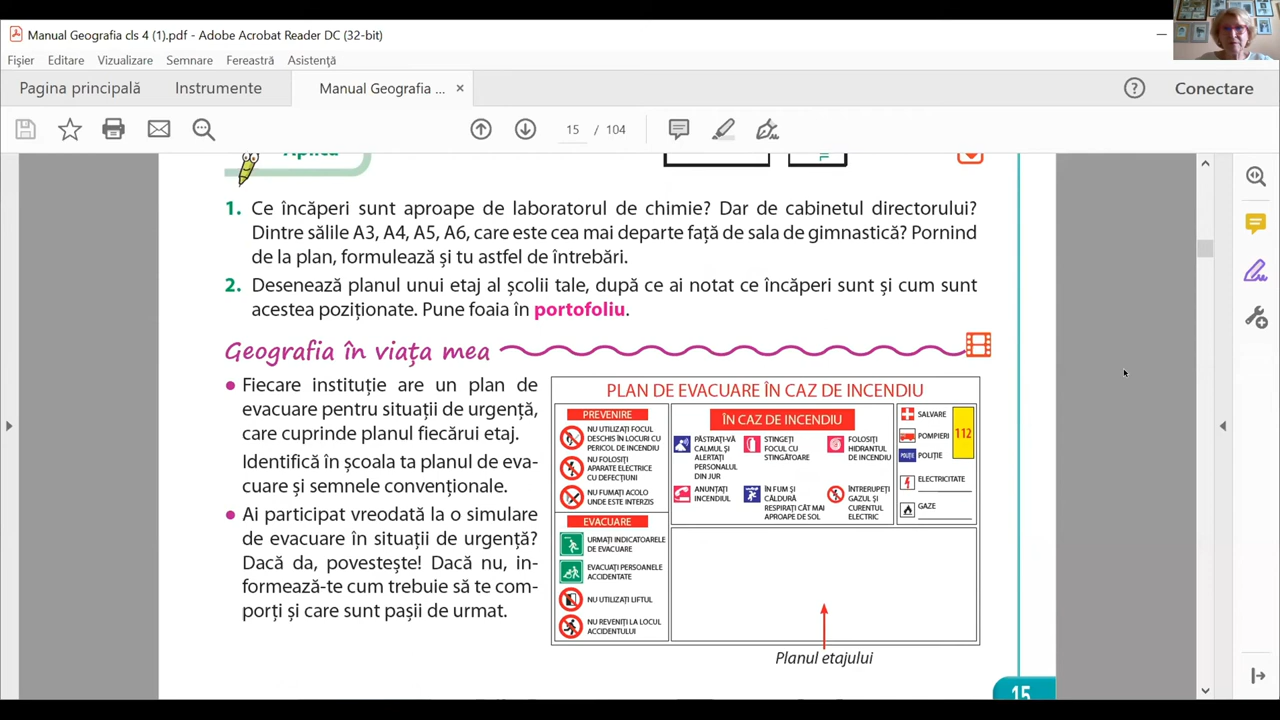 Manual Geografia cls 4 (1).pdf - Adobe Acrobat Reader DC (32-bit)
Fișier Editare Vizualizare Semnare Fereastră Asistență
Pagina principală Instrumente Manual Geografia ... × Conectare
15 / 104
Aplică
1. Ce încăperi sunt aproape de laboratorul de chimie? Dar de cabinetul directorului?
Dintre sălile A3, A4, A5, A6, care este cea mai departe față de sala de gimnastică? Pornind
de la plan, formulează și tu astfel de întrebări.
2. Desenează planul unui etaj al școlii tale, după ce ai notat ce încăperi sunt și cum sunt
acestea poziționate. Pune foaia în portofoliu.
Geografia în viața mea
• Fiecare instituție are un plan de
evacuare pentru situații de urgență,
care cuprinde planul fiecărui etaj.
Identifică în școala ta planul de eva-
cuare și semnele convenționale.
• Ai participat vreodată la o simulare
de evacuare în situații de urgență?
Dacă da, povestește! Dacă nu, in-
formează-te cum trebuie să te com-
porți și care sunt pașii de urmat.
PLAN DE EVACUARE ÎN CAZ DE INCENDIU
PREVENIRE
NU UTILIZAȚI FOCUL
DESCHIS ÎN LOCURI CU
PERICOL DE INCENDIU
NU FOLOSIȚI
APARATE ELECTRICE
CU DEFECȚIUNI
NU FUMAȚI ACOLO
UNDE ESTE INTERZIS
EVACUARE
URMAȚI INDICATOARELE
DE EVACUARE
EVACUAȚI PERSOANELE
ACCIDENTATE
NU UTILIZAȚI LIFTUL
NU REVENIȚI LA LOCUL
ACCIDENTULUI
ÎN CAZ DE INCENDIU
PĂSTRAȚI-VĂ
CALMUL ȘI
ALERTAȚI
PERSONALUL
DIN JUR
STINGEȚI
FOCUL CU
STINGĂTOARE
FOLOSIȚI
HIDRANTUL
DE INCENDIU
ANUNȚAȚI
INCENDIUL
ÎN FUM ȘI
CĂLDURĂ
RESPIRAȚI CÂT MAI
APROAPE DE SOL
ÎNTRERUPEȚI
GAZUL ȘI
CURENTUL
ELECTRIC
SALVARE
POMPIERI
POLIȚIE POLIȚIE
112
ELECTRICITATE
GAZE
Planul etajului
15